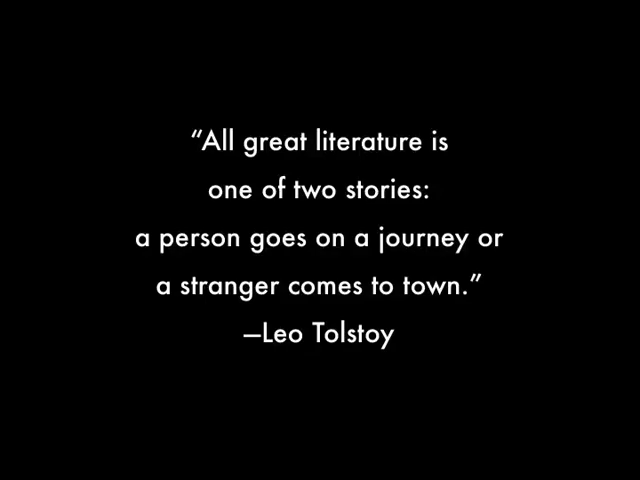 “All great literature is
one of two stories:
a person goes on a journey or
a stranger comes to town.”
—Leo Tolstoy